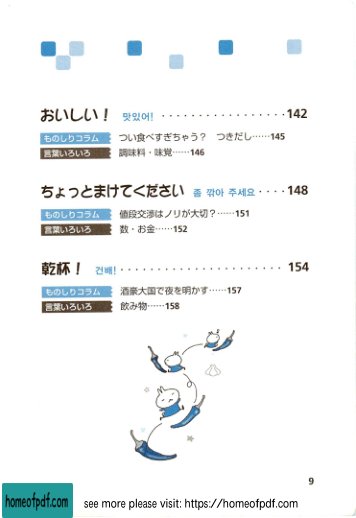 おいしい! 맛있어! ················· 142
ものしりコラム つい食べすぎちゃう? つきだし……145
言葉いろいろ 調味料・味覚……146
ちょっとまけてください 좀 깎아 주세요 ···· 148
ものしりコラム 値段交渉はノリが大切?……151
言葉いろいろ 数・お金……152
乾杯! 건배! ······················· 154
ものしりコラム 酒豪大国で夜を明かす……157
言葉いろいろ 飲み物……158
9
homeofpdf.com see more please visit: https://homeofpdf.com